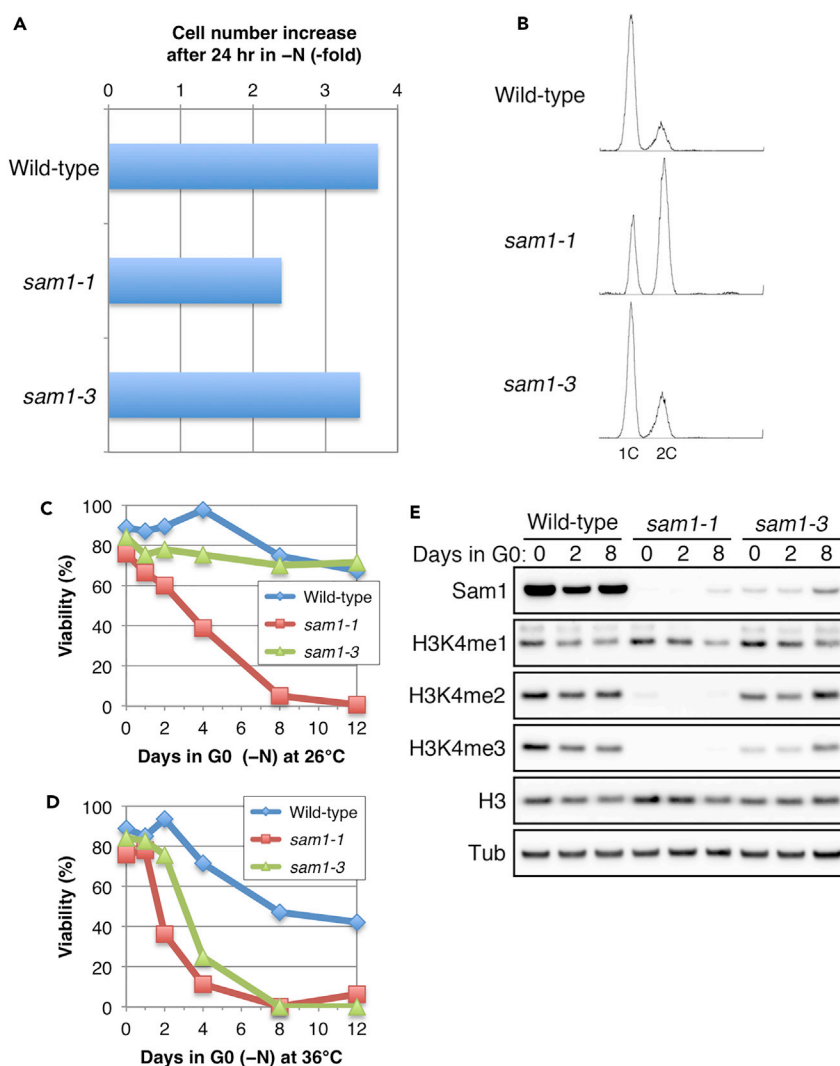 A
Cell number increase
after 24 hr in –N (-fold)
0 1 2 3 4
Wild-type
sam1-1
sam1-3
B
Wild-type
sam1-1
sam1-3
1C 2C
C
Viability (%)
100
80
60
40
20
0
Wild-type
sam1-1
sam1-3
0 2 4 6 8 10 12
Days in G0 (–N) at 26°C
D
Viability (%)
100
80
60
40
20
0
Wild-type
sam1-1
sam1-3
0 2 4 6 8 10 12
Days in G0 (–N) at 36°C
E
Wild-type sam1-1 sam1-3
Days in G0: 0 2 8 0 2 8 0 2 8
Sam1
H3K4me1
H3K4me2
H3K4me3
H3
Tub